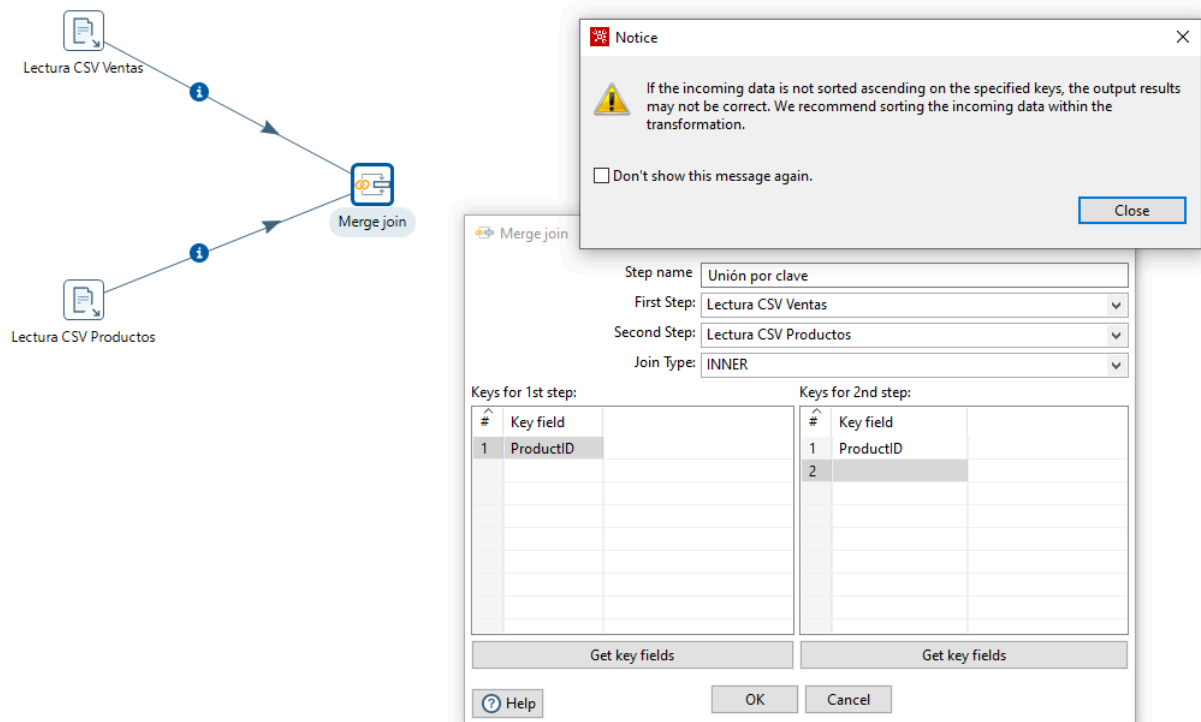 Lectura CSV Ventas
Merge join
Lectura CSV Productos
Notice
If the incoming data is not sorted ascending on the specified keys, the output results
may not be correct. We recommend sorting the incoming data within the
transformation.
Don't show this message again.
Close
Merge join
Step name Unión por clave
First Step: Lectura CSV Ventas
Second Step: Lectura CSV Productos
Join Type: INNER
Keys for 1st step:
# Key field
1 ProductID
Get key fields
Keys for 2nd step:
# Key field
1 ProductID
2
Get key fields
Help
OK
Cancel